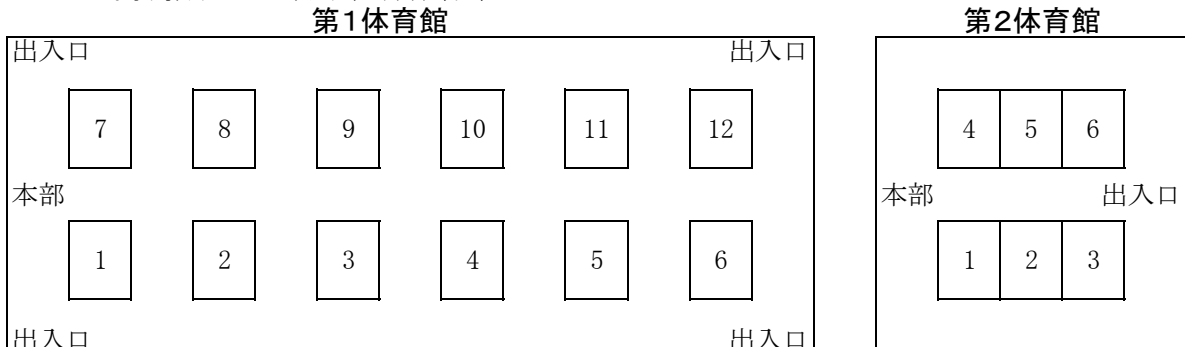 第1体育館 第2体育館
出入口 出入口
7 8 9 10 11 12 4 5 6
本部 本部 出入口
1 2 3 4 5 6 1 2 3
出入口 出入口